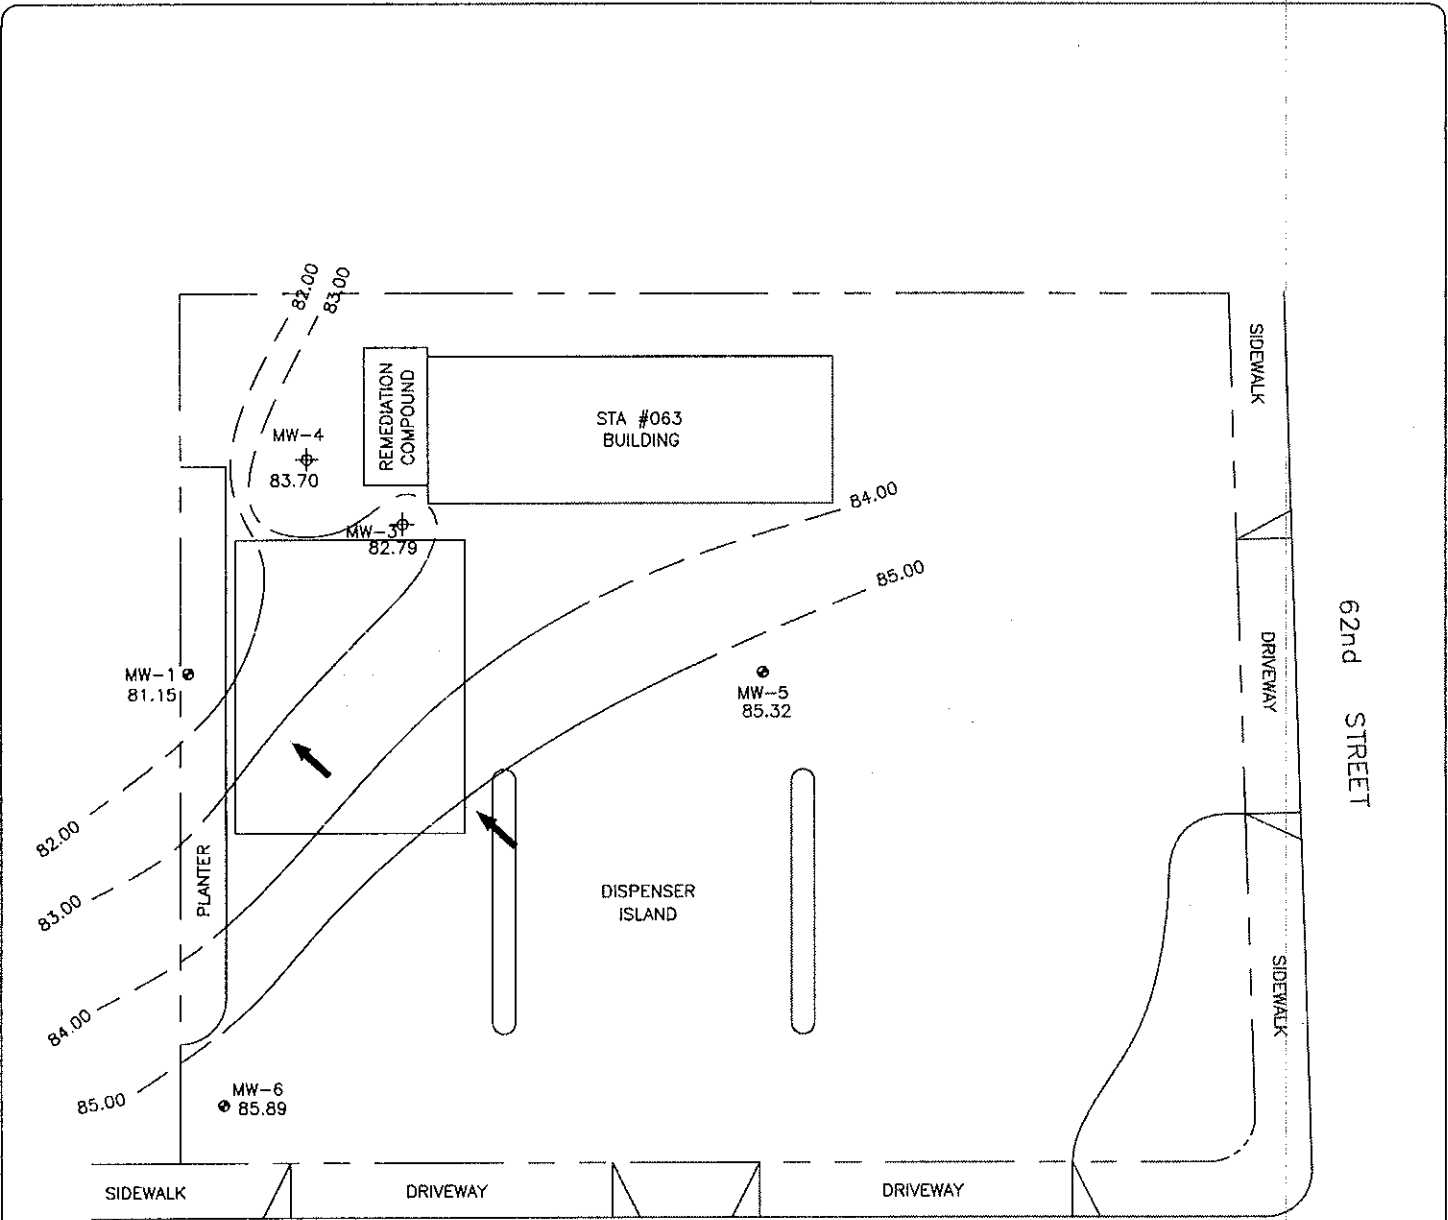 82.00
83.00
SIDEWALK
REMEDIATION
COMPOUND
STA #063
BUILDING
MW-4
83.70
84.00
MW-3
82.79
85.00
62nd STREET
DRIVEWAY
MW-1
81.15
MW-5
85.32
82.00
PLANTER
83.00
DISPENSER
ISLAND
SIDEWALK
84.00
85.00
MW-6
85.89
SIDEWALK
DRIVEWAY
DRIVEWAY